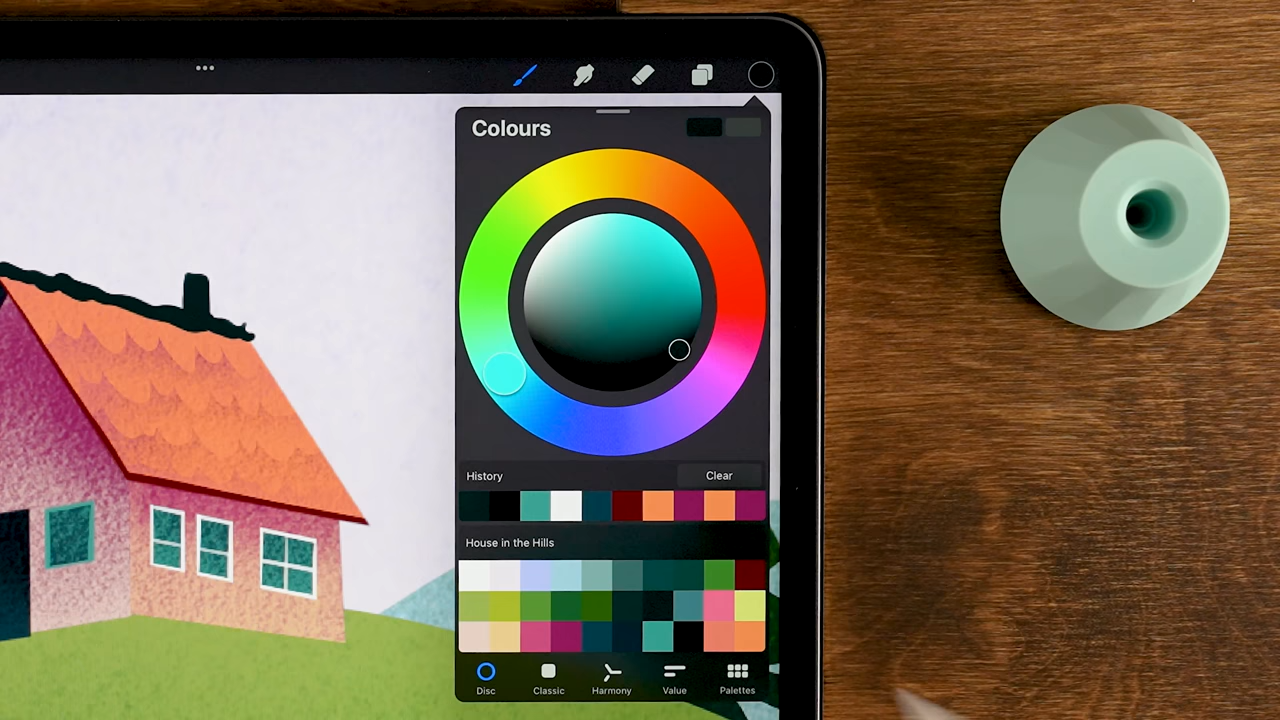 Colours
History
Clear
House in the Hills
Disc
Classic
Harmony
Value
Palettes